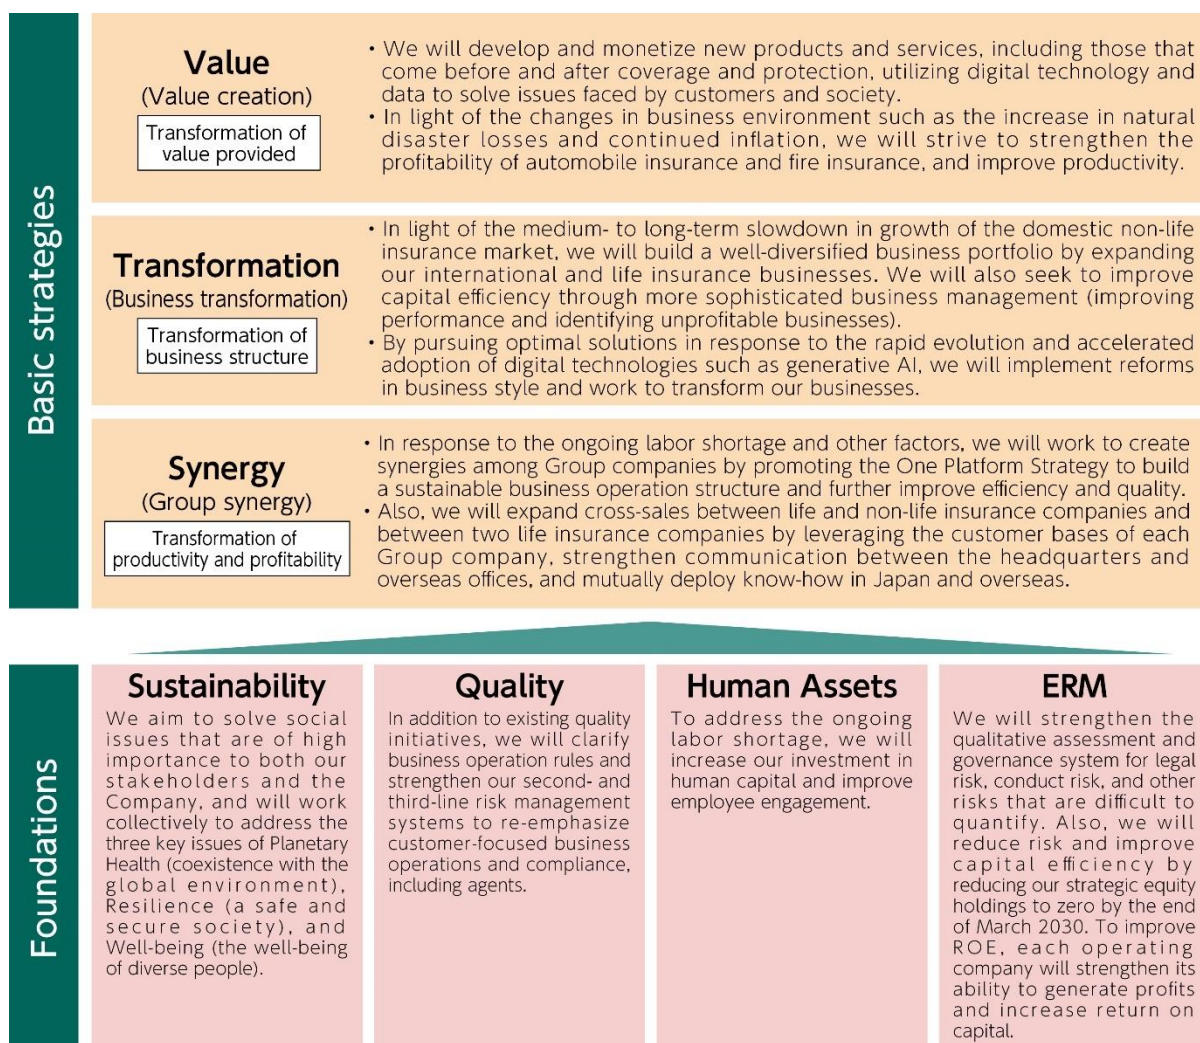 Basic strategies
Value
(Value creation)
Transformation of
value provided
• We will develop and monetize new products and services, including those that
come before and after coverage and protection, utilizing digital technology and
data to solve issues faced by customers and society.
• In light of the changes in business environment such as the increase in natural
disaster losses and continued inflation, we will strive to strengthen the
profitability of automobile insurance and fire insurance, and improve productivity.
Transformation
(Business transformation)
Transformation of
business structure
• In light of the medium- to long-term slowdown in growth of the domestic non-life
insurance market, we will build a well-diversified business portfolio by expanding
our international and life insurance businesses. We will also seek to improve
capital efficiency through more sophisticated business management (improving
performance and identifying unprofitable businesses).
• By pursuing optimal solutions in response to the rapid evolution and accelerated
adoption of digital technologies such as generative AI, we will implement reforms
in business style and work to transform our businesses.
Synergy
(Group synergy)
Transformation of
productivity and profitability
• In response to the ongoing labor shortage and other factors, we will work to create
synergies among Group companies by promoting the One Platform Strategy to build
a sustainable business operation structure and further improve efficiency and quality.
• Also, we will expand cross-sales between life and non-life insurance companies and
between two life insurance companies by leveraging the customer bases of each
Group company, strengthen communication between the headquarters and
overseas offices, and mutually deploy know-how in Japan and overseas.
Foundations
Sustainability
We aim to solve social
issues that are of high
importance to both our
stakeholders and the
Company, and will work
collectively to address the
three key issues of Planetary
Health (coexistence with the
global environment),
Resilience (a safe and
secure society), and
Well-being (the well-being
of diverse people).
Quality
In addition to existing quality
initiatives, we will clarify
business operation rules and
strengthen our second- and
third-line risk management
systems to re-emphasize
customer-focused business
operations and compliance,
including agents.
Human Assets
To address the ongoing
labor shortage, we will
increase our investment in
human capital and improve
employee engagement.
ERM
We will strengthen the
qualitative assessment and
governance system for legal
risk, conduct risk, and other
risks that are difficult to
quantify. Also, we will
reduce risk and improve
capital efficiency by
reducing our strategic equity
holdings to zero by the end
of March 2030. To improve
ROE, each operating
company will strengthen its
ability to generate profits
and increase return on
capital.